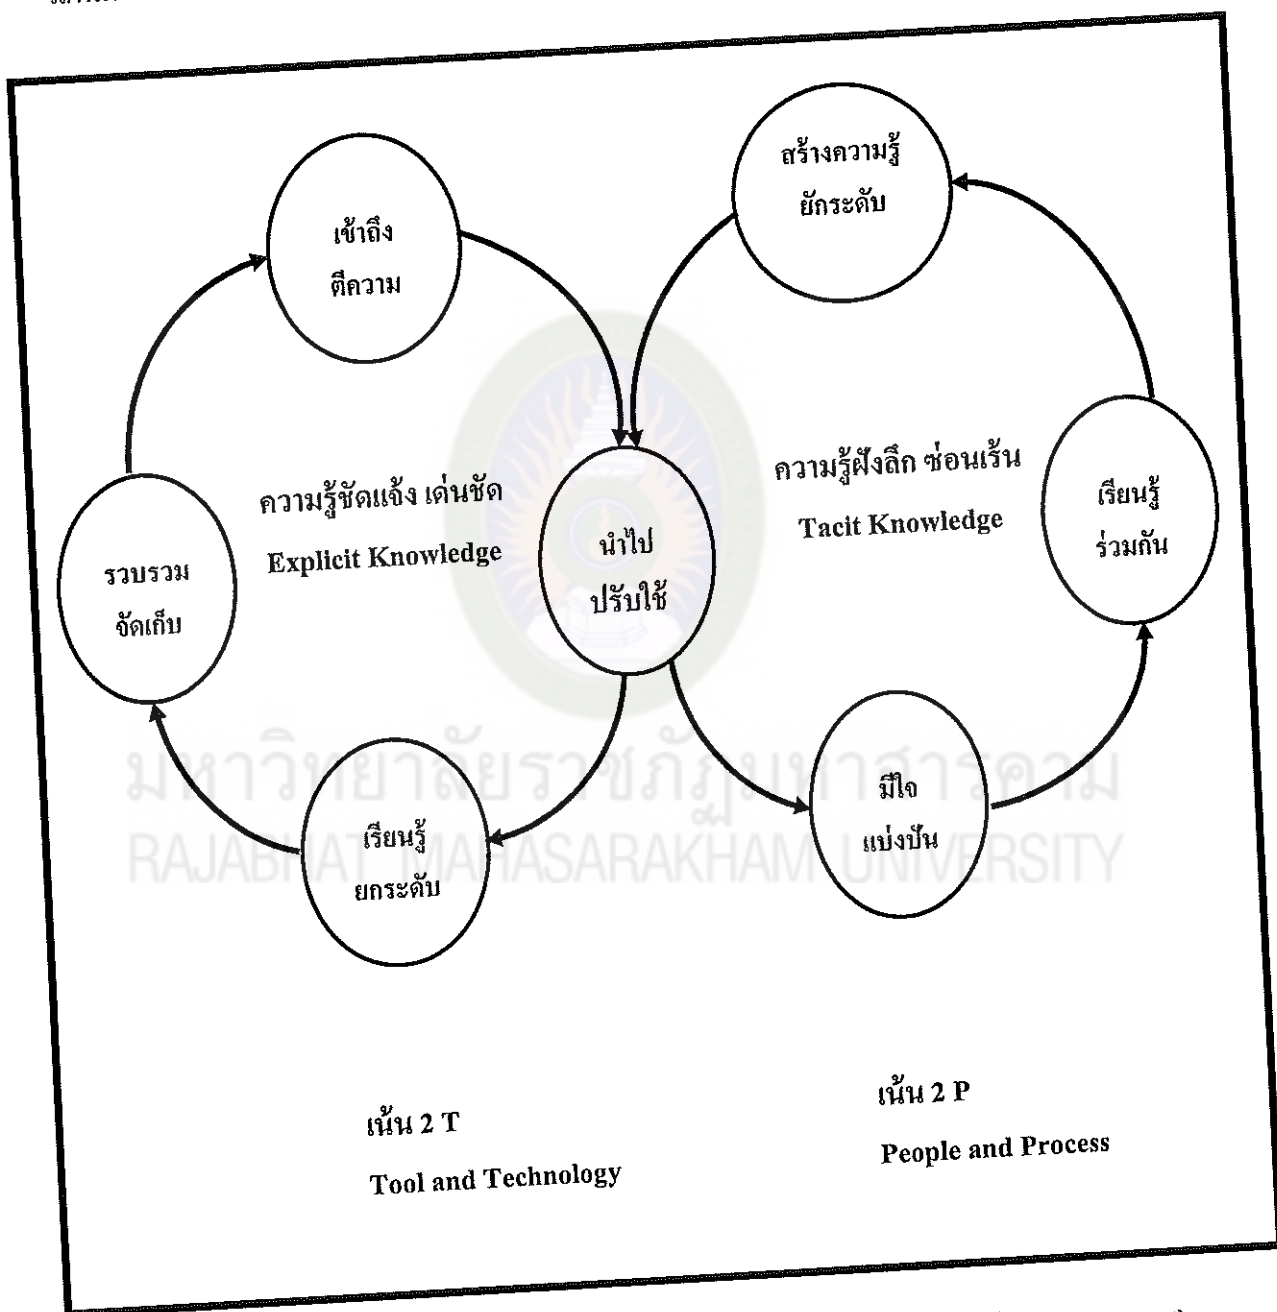 สร้างความรู้
ยักระดับ
เข้าถึง
ตีความ
ความรู้ชัดแจ้ง เด่นชัด
Explicit Knowledge
ความรู้ฝังลึก ซ่อนเร้น
Tacit Knowledge
เรียนรู้
ร่วมกัน
นำไป
ปรับใช้
รวบรวม
จัดเก็บ
มีใจ
แบ่งปัน
เรียนรู้
ยกระดับ
มหาวิทยาลัยราชภัฏมหาสารคาม
RAJABHAT MAHASARAKHAM UNIVERSITY
เน้น 2 T
Tool and Technology
เน้น 2 P
People and Process